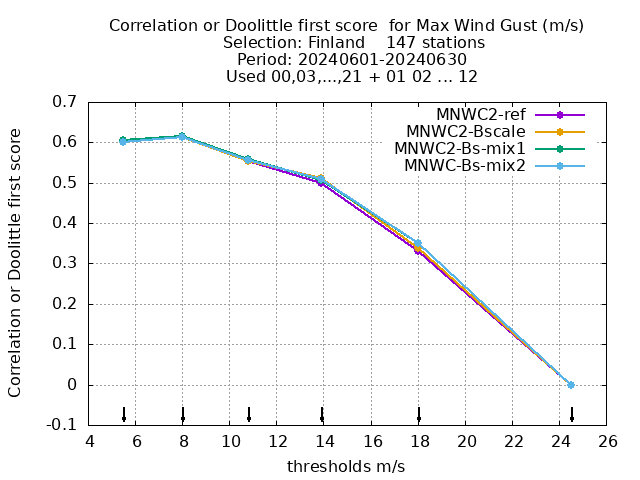 Correlation or Doolittle first score  for Max Wind Gust (m/s)
Selection: Finland    147 stations
Period: 20240601-20240630
Used 00,03,...,21 + 01 02 ... 12
MNWC2-ref
MNWC2-Bscale
MNWC2-Bs-mix1
MNWC-Bs-mix2
Correlation or Doolittle first score
0.7
0.6
0.5
0.4
0.3
0.2
0.1
0
-0.1
4 6 8 10 12 14 16 18 20 22 24 26
thresholds m/s